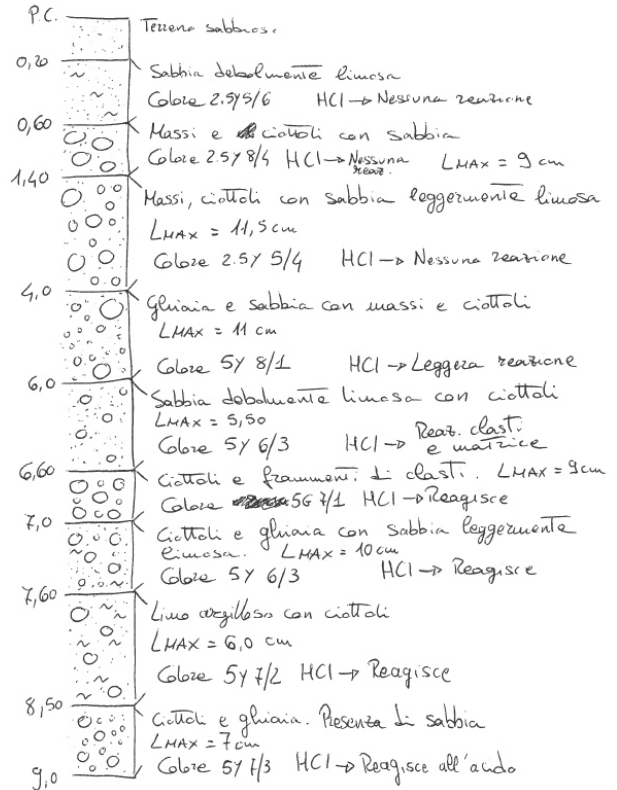 P.C.
Terreno sabbioso.
0,20
Sabbia debolmente limosa
Colore 2.5Y5/6 HCl → Nessuna reazione
0,60
Massi e ciottoli con sabbia
Colore 2.5Y 8/4 HCl → Nessuna reaz. LMAX = 9 cm
1,40
Massi, ciottoli con sabbia leggermente limosa
LMAX = 11,5 cm
Colore 2.5Y 5/4 HCl → Nessuna reazione
4,0
Ghiaia e sabbia con massi e ciottoli
LMAX = 11 cm
Colore 5Y 8/1 HCl → Leggera reazione
6,0
Sabbia debolmente limosa con ciottoli
LMAX = 5,50
Colore 5Y 6/3 HCl → Reaz. clasti e matrice
6,60
Ciottoli e frammenti di clasti. LMAX = 9cm
Colore 5G 7/1 HCl → Reagisce
7,0
Ciottoli e ghiaia con sabbia leggermente
limosa. LMAX = 10 cm
Colore 5Y 6/3 HCl → Reagisce
7,60
Limo argilloso con ciottoli
LMAX = 6,0 cm
Colore 5Y 7/2 HCl → Reagisce
8,50
Ciottoli e ghiaia. Presenza di sabbia
LMAX = 7 cm
Colore 5Y 7/3 HCl → Reagisce all'acido
9,0